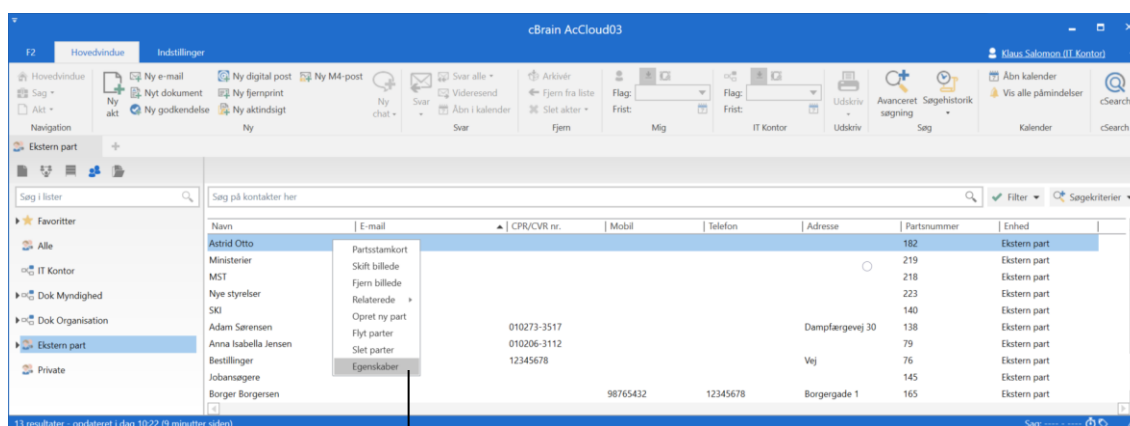 cBrain AcCloud03
F2 Hovedvindue Indstillinger Klaus Salomon (IT Kontor)
Hovedvindue Ny e-mail Ny digital post Ny M4-post Svar alle Arkivér Åbn kalender
Sag Nyt dokument Ny fjernprint Videresend Fjern fra liste Flag: Flag: Vis alle påmindelser
Akt Ny akt Ny godkendelse Ny aktindsigt Ny chat Svar Åbn i kalender Slet akter Frist: Frist: Udskriv Avanceret søgning Søgehistorik cSearch
Navigation Ny Svar Fjern Mig IT Kontor Udskriv Søg Kalender cSearch
Ekstern part
Søg i lister Søg på kontakter her Filter Søgekriterier
Favoritter
Alle
IT Kontor
Dok Myndighed
Dok Organisation
Ekstern part
Private
Navn E-mail CPR/CVR nr. Mobil Telefon Adresse Partsnummer Enhed
Astrid Otto 182 Ekstern part
Ministerier 219 Ekstern part
MST 218 Ekstern part
Nye styrelser 223 Ekstern part
SKI 140 Ekstern part
Adam Sørensen 010273-3517 Dampfærgevej 30 138 Ekstern part
Anna Isabella Jensen 010206-3112 79 Ekstern part
Bestillinger 12345678 Vej 76 Ekstern part
Jobansøgere 145 Ekstern part
Borger Borgersen 98765432 12345678 Borgergade 1 165 Ekstern part
Partsstamkort
Skift billede
Fjern billede
Relaterede
Opret ny part
Flyt parter
Slet parter
Egenskaber
13 resultater - opdateret i dag 10:22 (9 minutter siden) Sag: ---- - ----